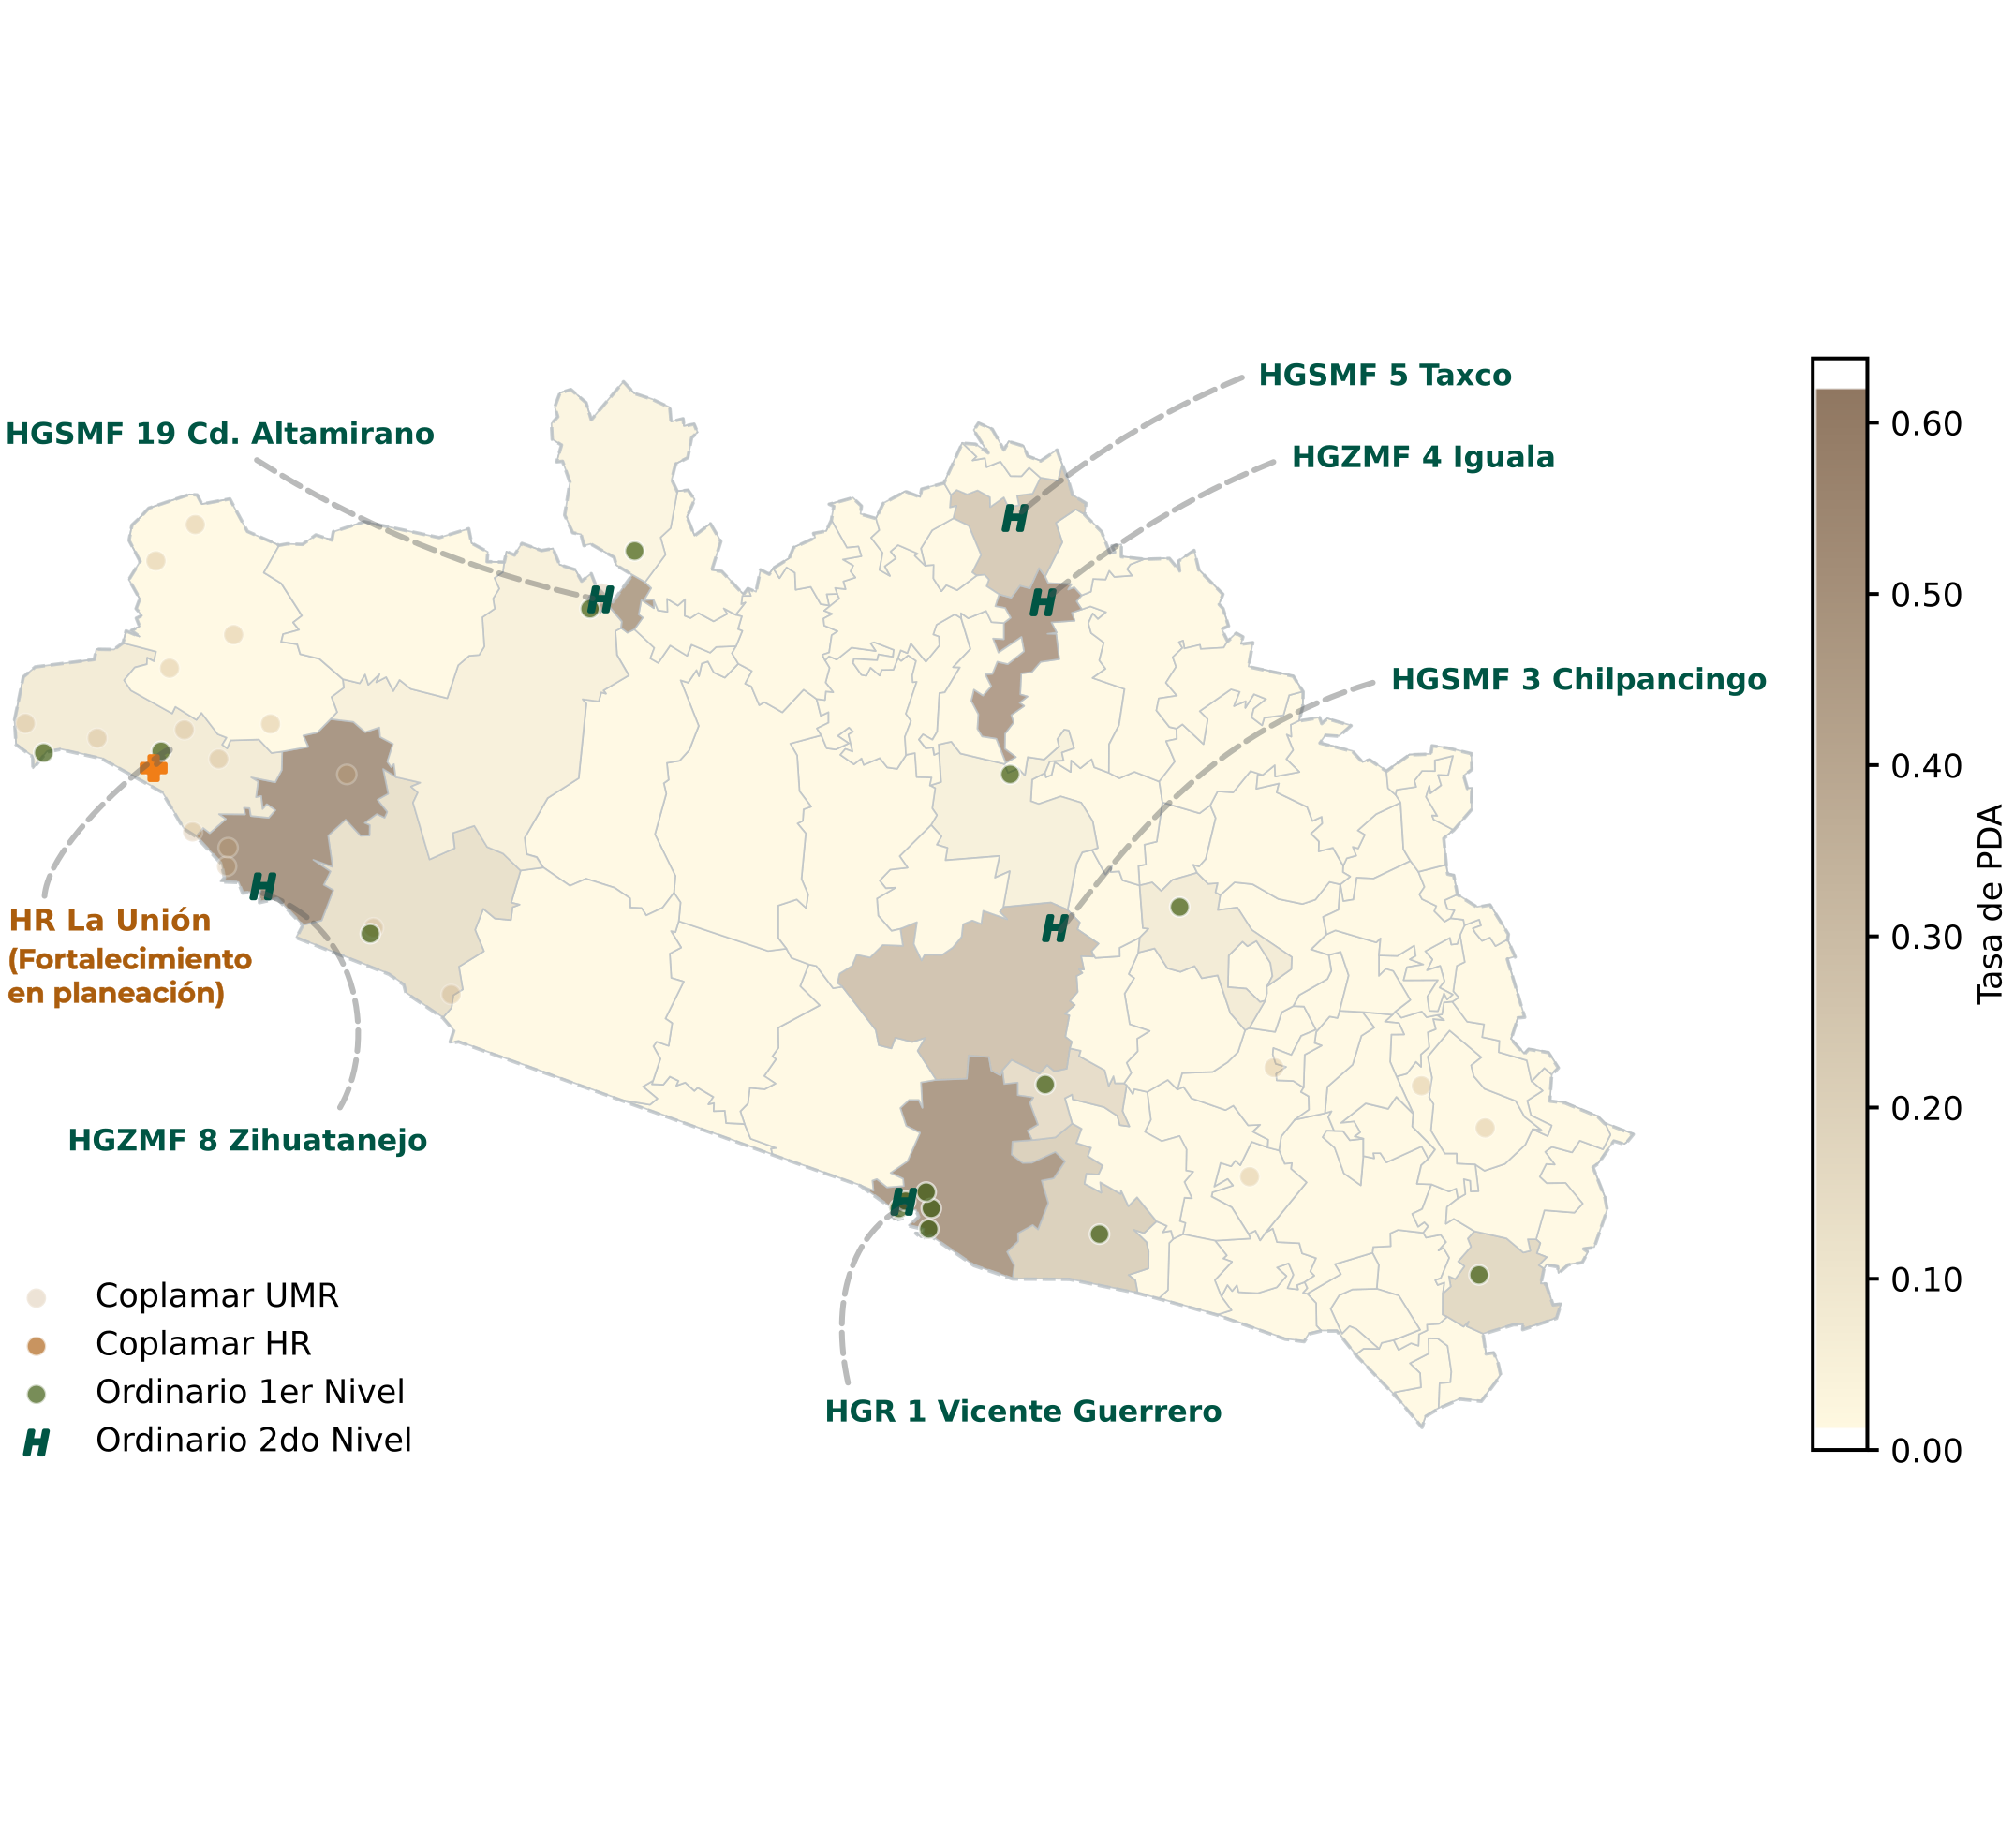 HGSMF 5 Taxco
HGSMF 19 Cd. Altamirano
HGZMF 4 Iguala
HGSMF 3 Chilpancingo
HR La Unión
(Fortalecimiento
en planeación)
HGZMF 8 Zihuatanejo
HGR 1 Vicente Guerrero
Coplamar UMR
Coplamar HR
Ordinario 1er Nivel
H Ordinario 2do Nivel
0.60
0.50
0.40
0.30
0.20
0.10
0.00
Tasa de PDA
H
H
H
H
H
H